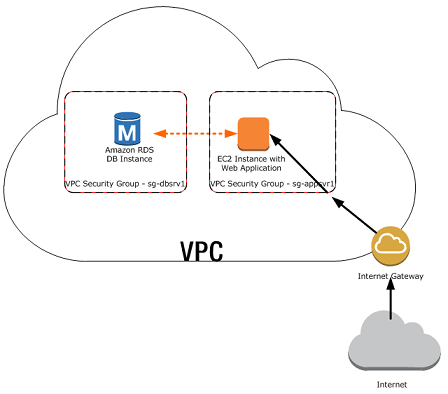 M
Amazon RDS
DB Instance
VPC Security Group - sg-dbsrv1
EC2 Instance with
Web Application
VPC Security Group - sg-appsvr1
VPC
Internet Gateway
Internet